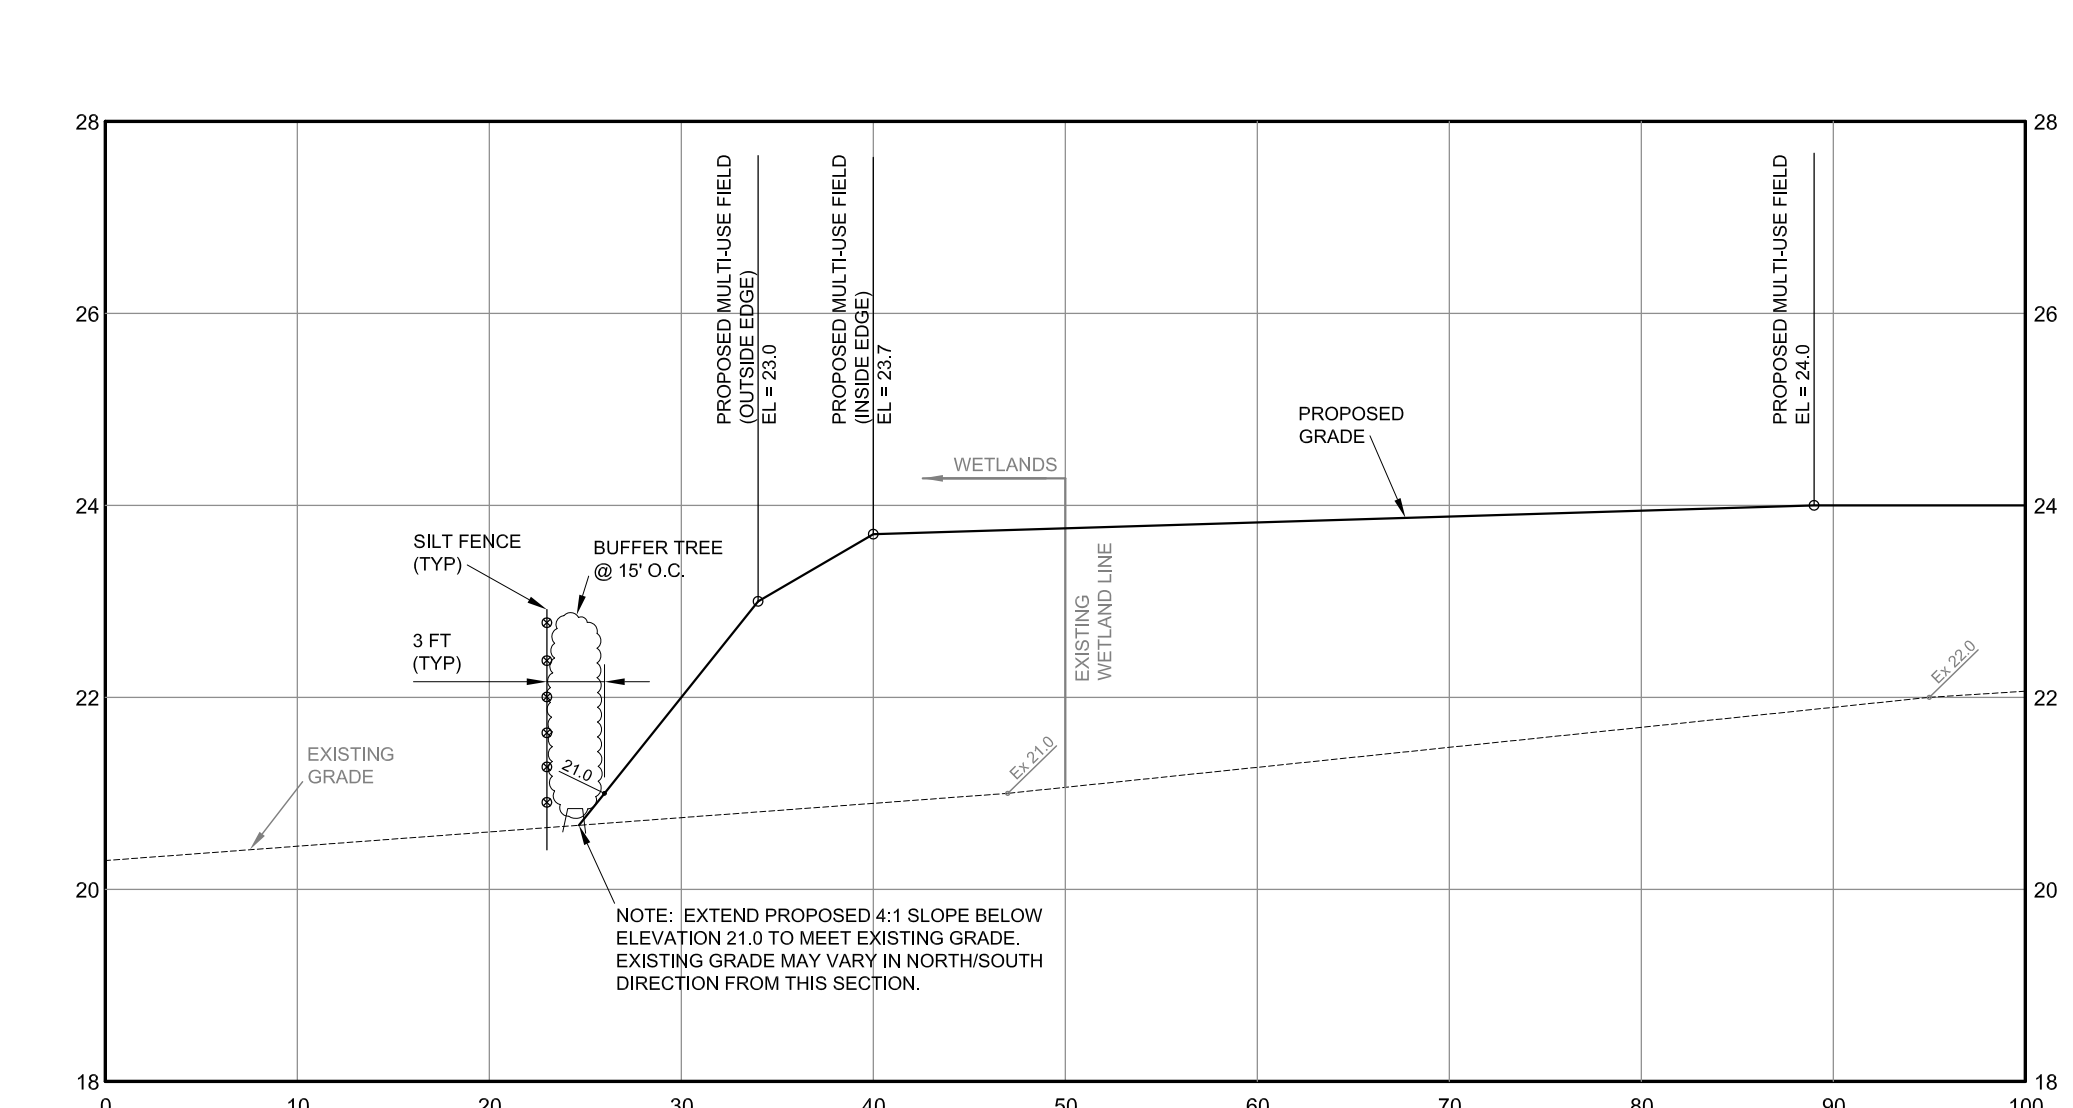 28
28
PROPOSED MULTI-USE FIELD
(OUTSIDE EDGE)
EL = 23.0
PROPOSED MULTI-USE FIELD
(INSIDE EDGE)
EL = 23.7
PROPOSED MULTI-USE FIELD
EL = 24.0
26
26
PROPOSED
GRADE
WETLANDS
24
24
SILT FENCE
(TYP)
BUFFER TREE
@ 15' O.C.
EXISTING
WETLAND LINE
3 FT
(TYP)
Ex 22.0
22
22
EXISTING
GRADE
21.0
Ex 21.0
20
20
NOTE: EXTEND PROPOSED 4:1 SLOPE BELOW
ELEVATION 21.0 TO MEET EXISTING GRADE.
EXISTING GRADE MAY VARY IN NORTH/SOUTH
DIRECTION FROM THIS SECTION.
18
18
0 10 20 30 40 50 60 70 80 90 100